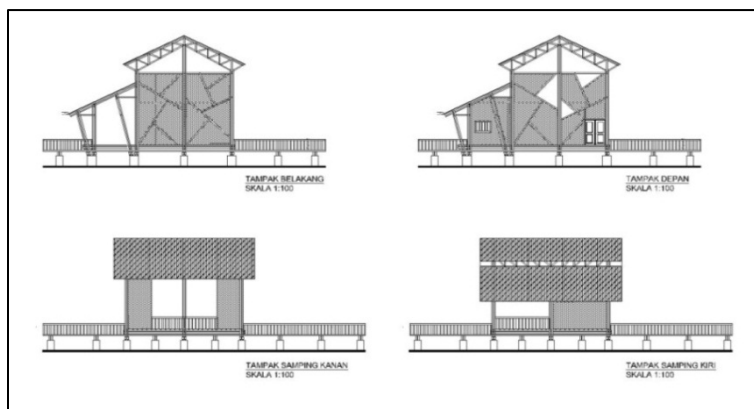 TAMPAK BELAKANG
SKALA 1:100
TAMPAK DEPAN
SKALA 1:100
TAMPAK SAMPING KANAN
SKALA 1:100
TAMPAK SAMPING KIRI
SKALA 1:100